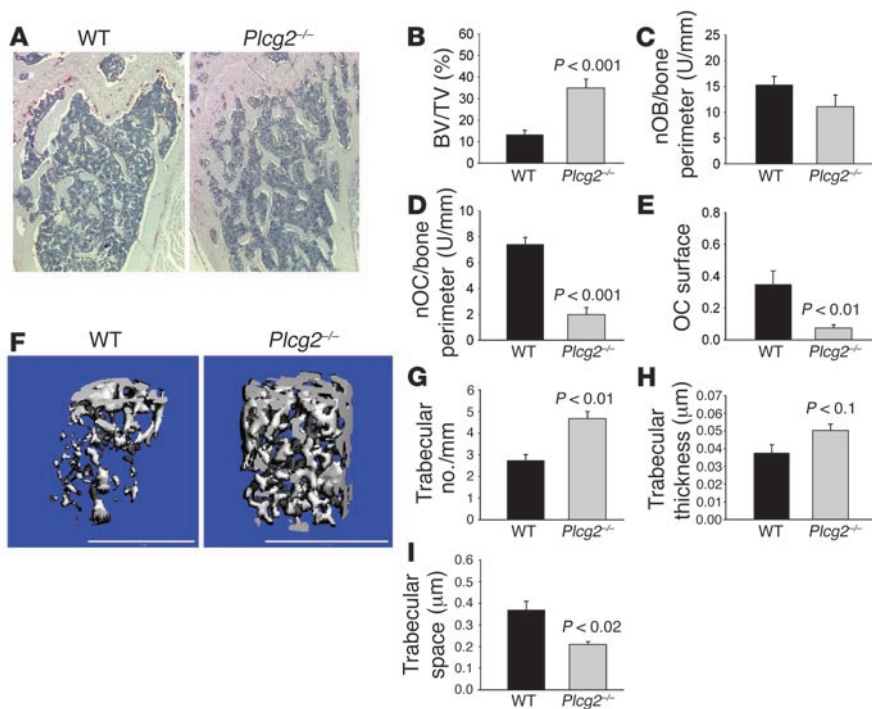 A
WT
Plcg2–/–
B
BV/TV (%)
50
40
30
20
10
0
P < 0.001
WT
Plcg2–/–
C
nOB/bone
perimeter (U/mm)
25
20
15
10
5
0
WT
Plcg2–/–
D
nOC/bone
perimeter (U/mm)
10
8
6
4
2
0
P < 0.001
WT
Plcg2–/–
E
OC surface
0.8
0.6
0.4
0.2
0.0
P < 0.01
WT
Plcg2–/–
F
WT
Plcg2–/–
G
Trabecular
no./mm
6
5
4
3
2
1
0
P < 0.01
WT
Plcg2–/–
H
Trabecular
thickness (μm)
0.07
0.06
0.05
0.04
0.03
0.02
0.01
0.00
P < 0.1
WT
Plcg2–/–
I
Trabecular
space (μm)
0.6
0.5
0.4
0.3
0.2
0.1
0.0
P < 0.02
WT
Plcg2–/–